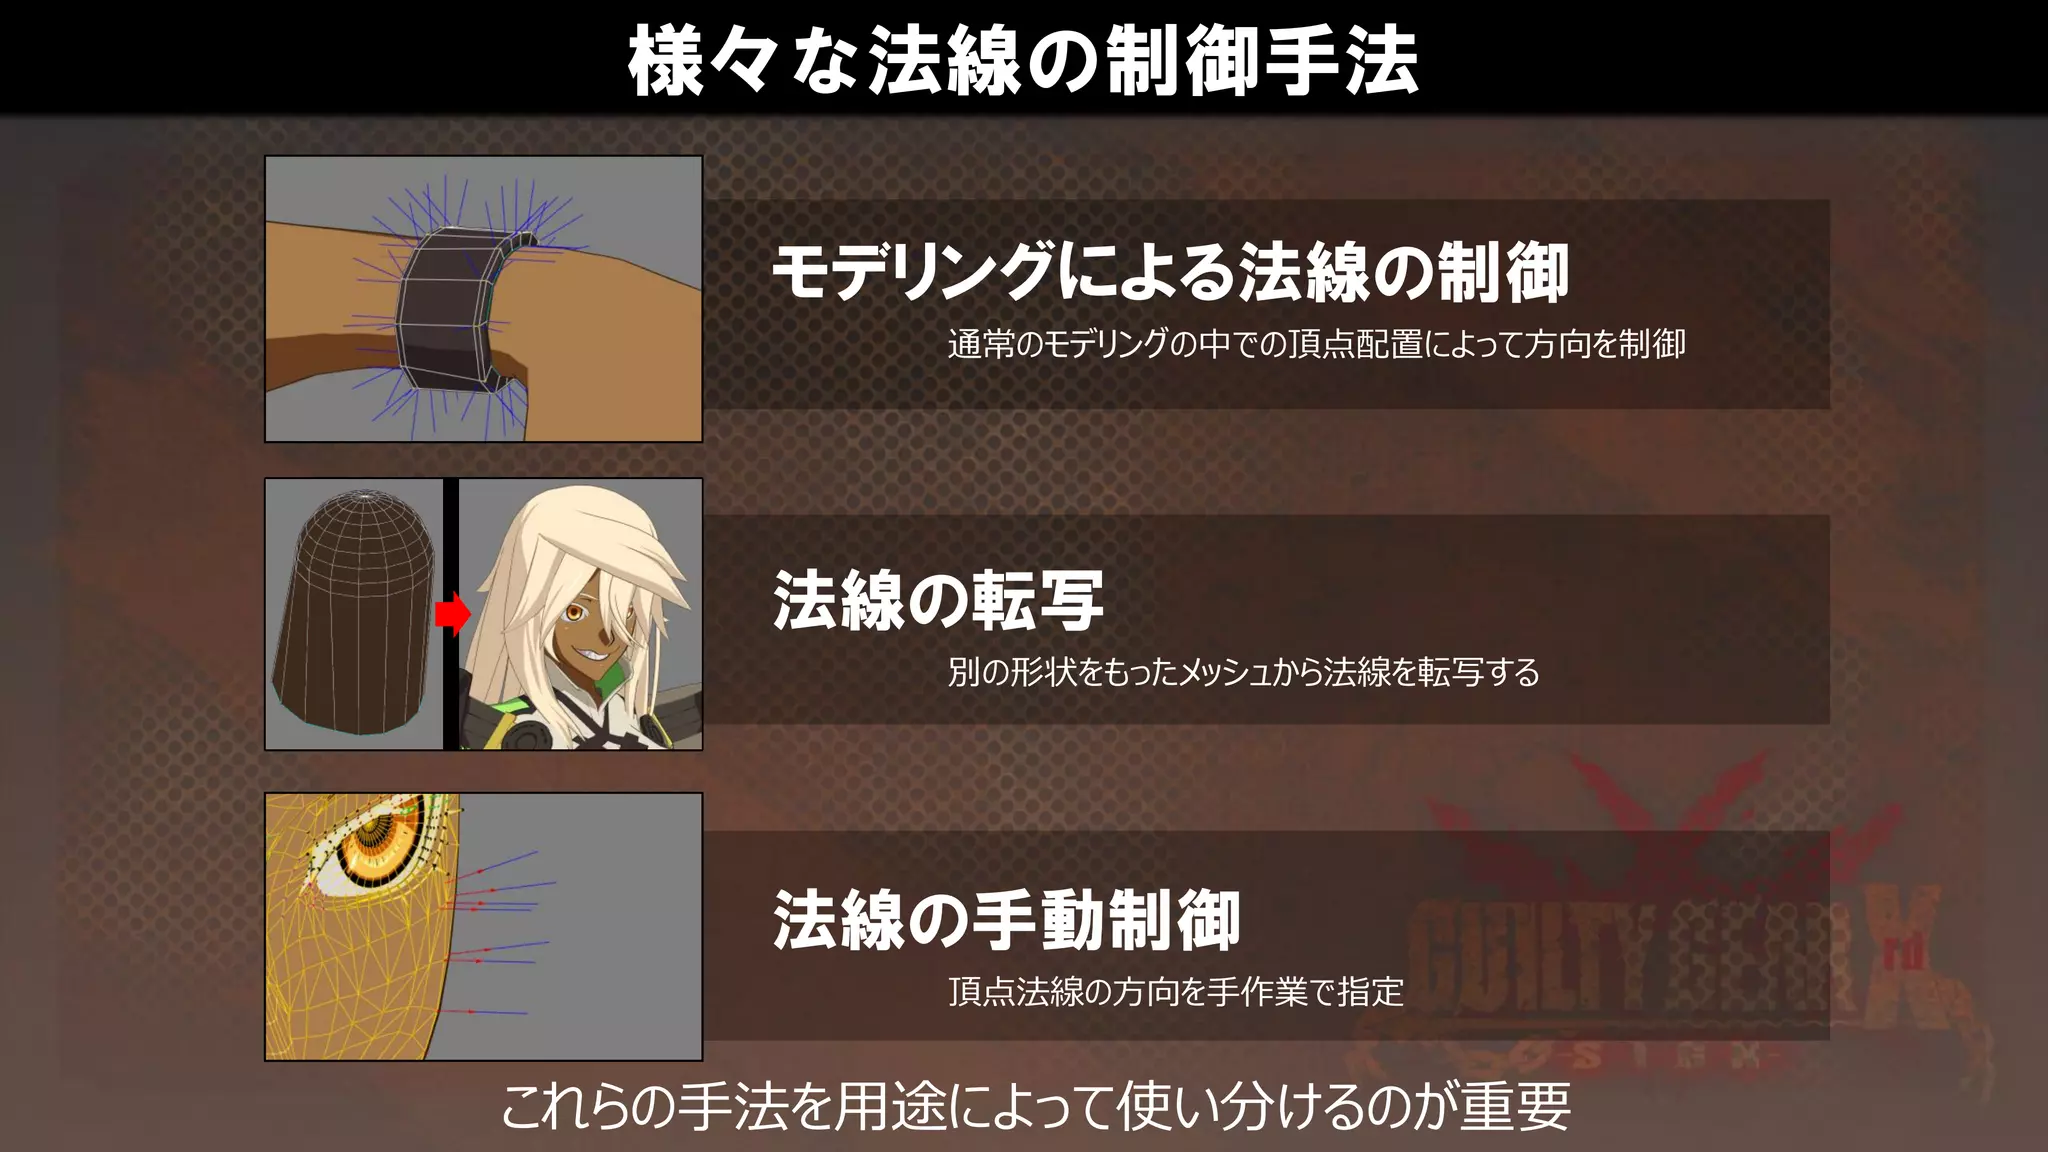 様々な法線の制御手法
モデリングによる法線の制御
通常のモデリングの中での頂点配置によって方向を制御
法線の転写
別の形状をもったメッシュから法線を転写する
法線の手動制御
頂点法線の方向を手作業で指定
GUILTY GEAR Xrd
-SIGN-
これらの手法を用途によって使い分けるのが重要